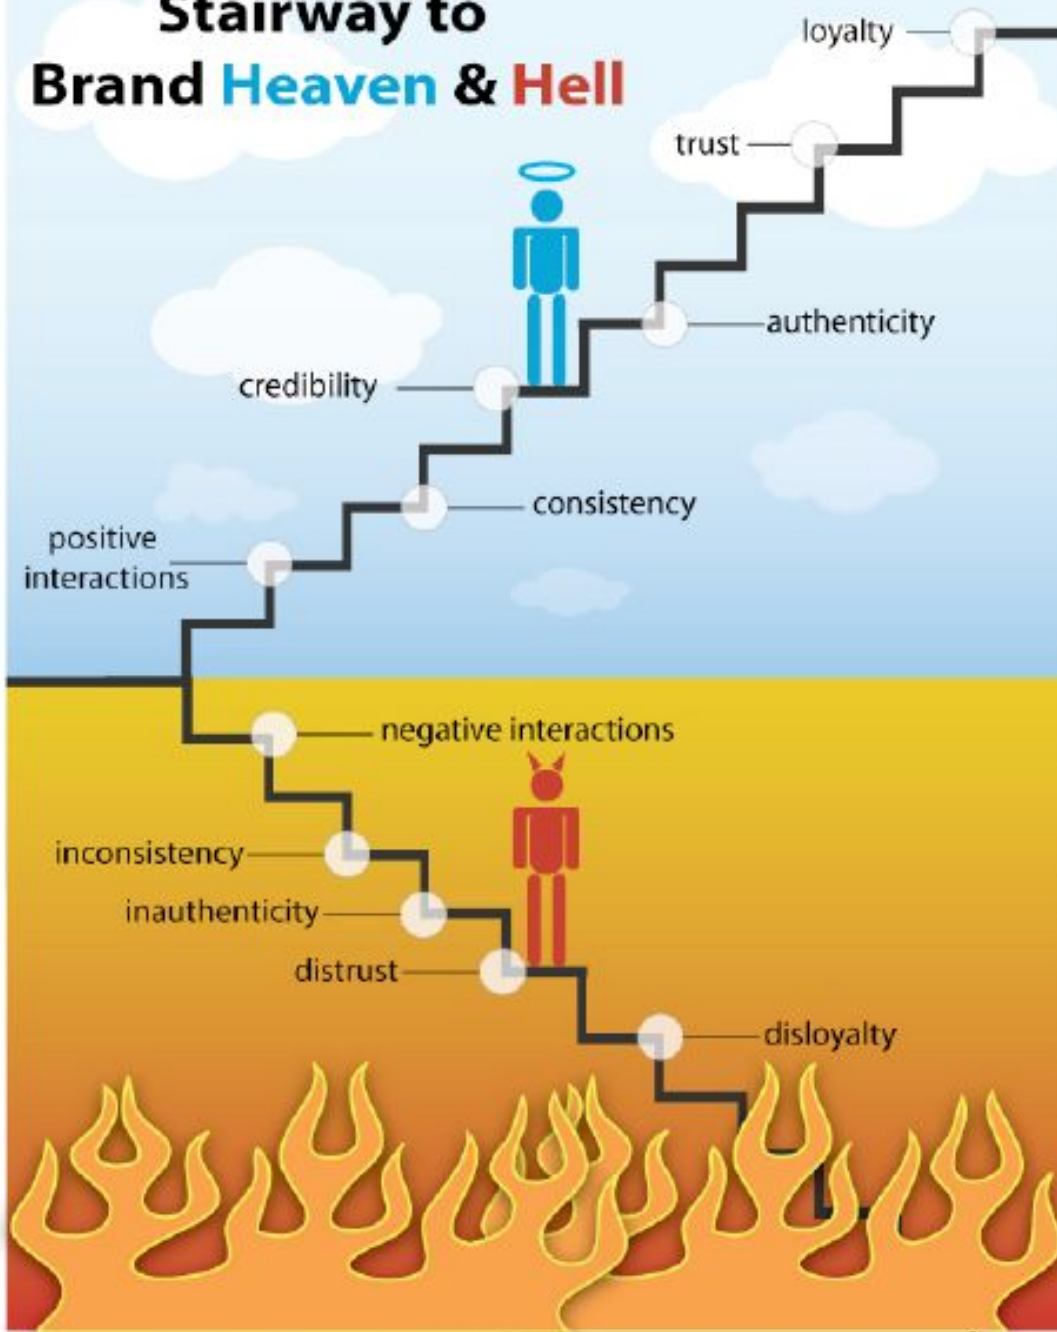 Stairway to
Brand Heaven & Hell
loyalty
trust
authenticity
credibility
consistency
positive
interactions
negative interactions
inconsistency
inauthenticity
distrust
disloyalty